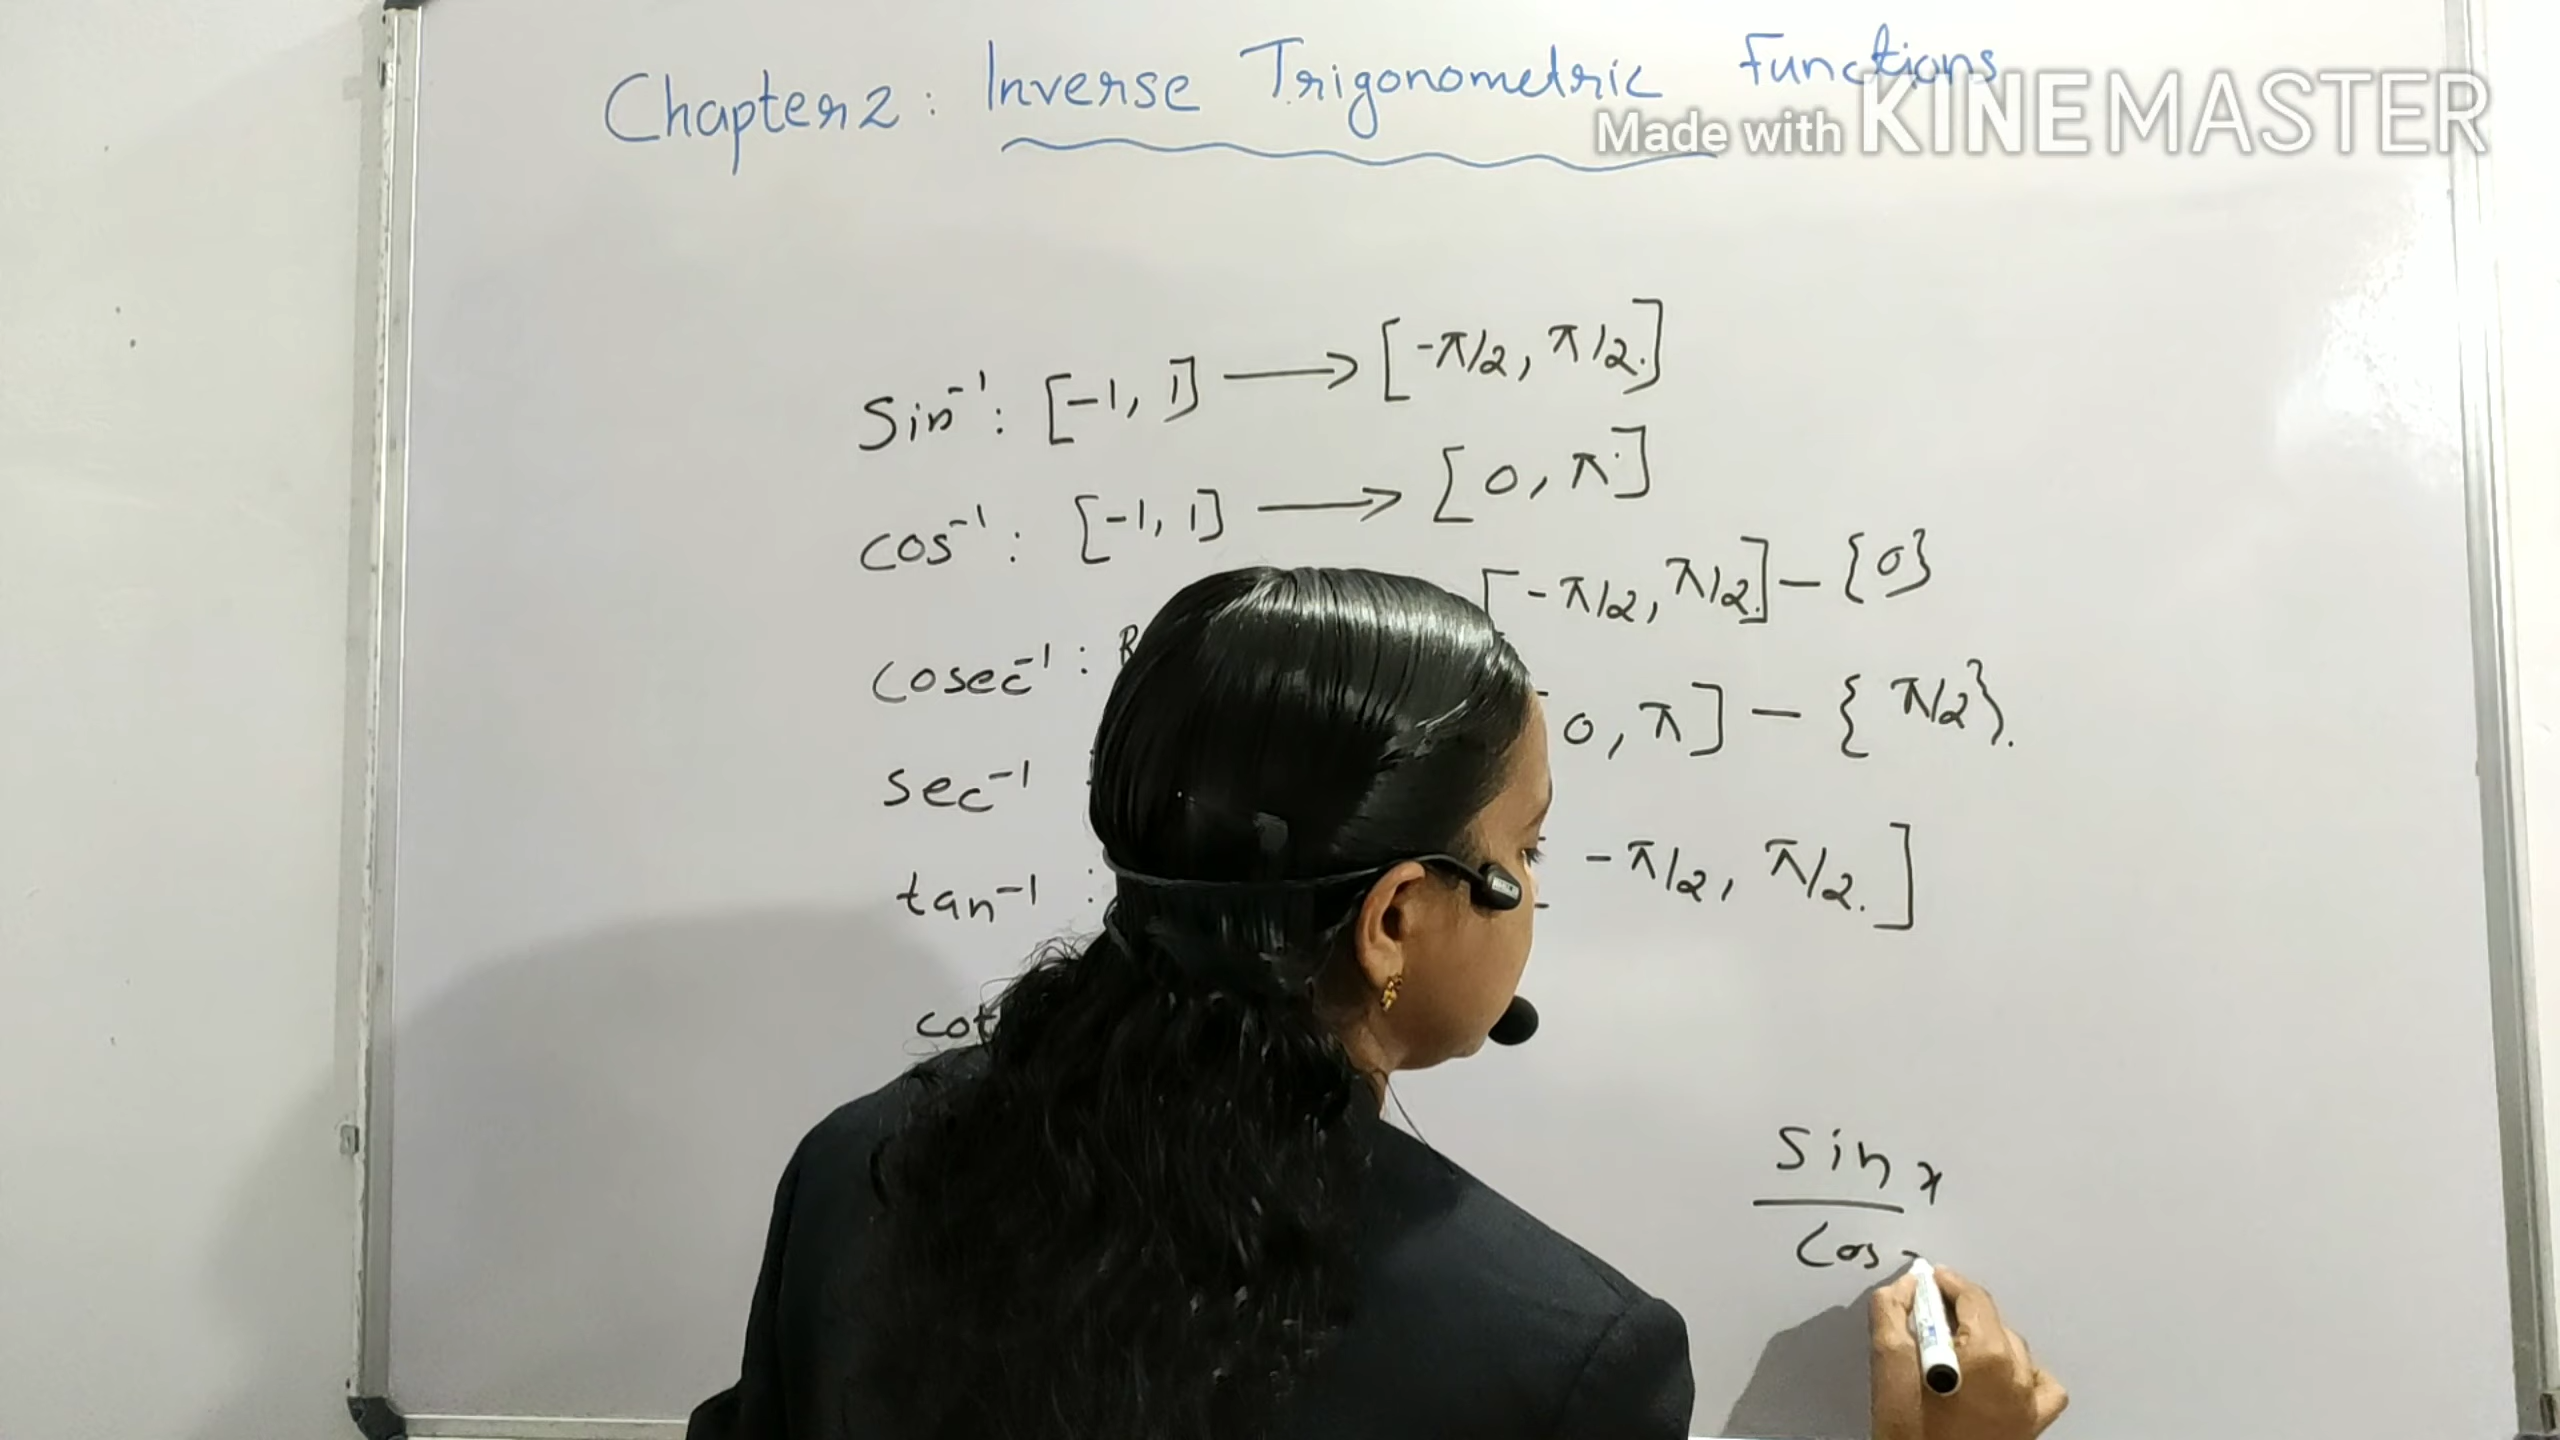 Chapter 2: Inverse Trigonometric Functions
Made with KINEMASTER
Sin⁻¹: [-1, 1] ⟶ [-π/2, π/2.]
cos⁻¹: [-1, 1] ⟶ [0, π]
cosec⁻¹: R [-π/2, π/2] - {0}
sec⁻¹ 0, π] - {π/2}.
tan⁻¹: -π/2, π/2.]
cot
Sin x
Cos